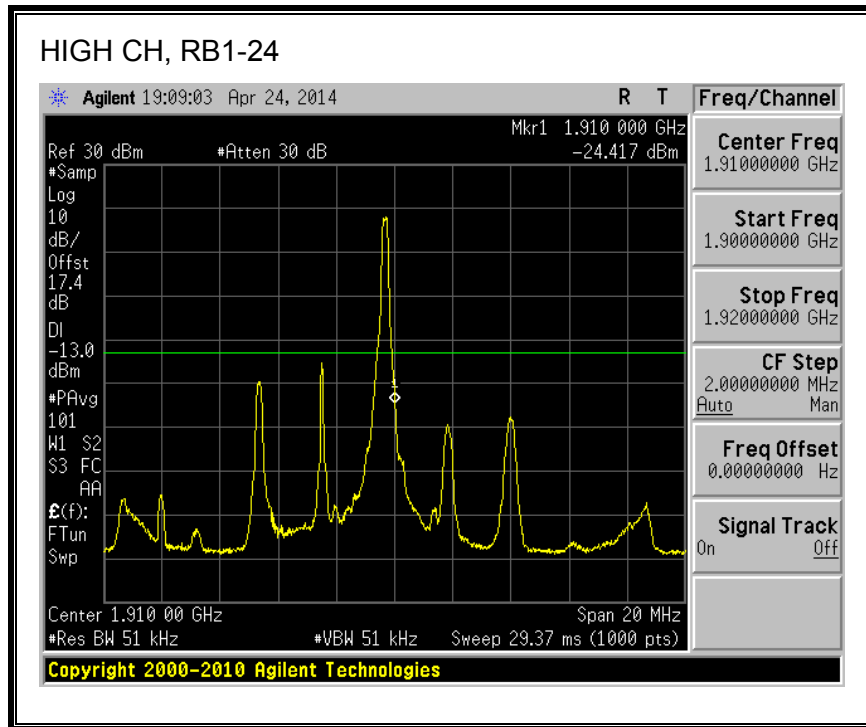 HIGH CH, RB1-24
Agilent 19:09:03 Apr 24, 2014 R T
Mkr1 1.910 000 GHz
Ref 30 dBm #Atten 30 dB -24.417 dBm
#Samp
Log
10
dB/
Offst
17.4
dB
DI
-13.0
dBm
#PAvg
101
W1 S2
S3 FC
AA
£(f):
FTun
Swp
1
Center 1.910 00 GHz Span 20 MHz
#Res BW 51 kHz #VBW 51 kHz Sweep 29.37 ms (1000 pts)
Copyright 2000-2010 Agilent Technologies
Freq/Channel
Center Freq
1.91000000 GHz
Start Freq
1.90000000 GHz
Stop Freq
1.92000000 GHz
CF Step
2.00000000 MHz
Auto Man
Freq Offset
0.00000000 Hz
Signal Track
On Off